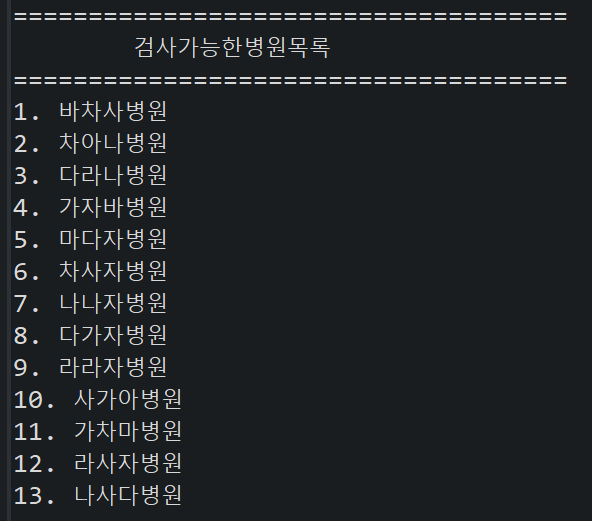 =====================================
검사가능한병원목록
=====================================
1. 바차사병원
2. 차아나병원
3. 다라나병원
4. 가자바병원
5. 마다자병원
6. 차사자병원
7. 나나자병원
8. 다가자병원
9. 라라자병원
10. 사가아병원
11. 가차마병원
12. 라사자병원
13. 나사다병원